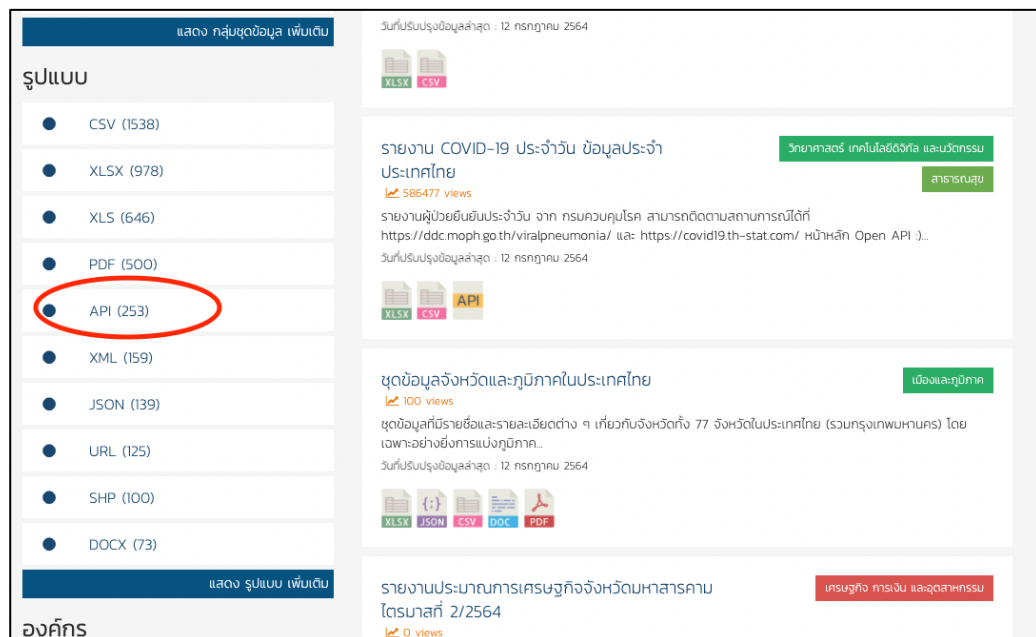 แสดง กลุ่มชุดข้อมูล เพิ่มเติม
รูปแบบ
CSV (1538)
XLSX (978)
XLS (646)
PDF (500)
API (253)
XML (159)
JSON (139)
URL (125)
SHP (100)
DOCX (73)
แสดง รูปแบบ เพิ่มเติม
องค์กร
วันที่ปรับปรุงข้อมูลล่าสุด : 12 กรกฎาคม 2564
XLSX CSV
รายงาน COVID-19 ประจำวัน ข้อมูลประจำ
ประเทศไทย
วิทยาศาสตร์ เทคโนโลยีดิจิทัล และนวัตกรรม
สาธารณสุข
586477 views
รายงานผู้ป่วยยืนยันประจำวัน จาก กรมควบคุมโรค สามารถติดตามสถานการณ์ได้ที่
https://ddc.moph.go.th/viralpneumonia/ และ https://covid19.th-stat.com/ หน้าหลัก Open API :)...
วันที่ปรับปรุงข้อมูลล่าสุด : 12 กรกฎาคม 2564
XLSX CSV API
ชุดข้อมูลจังหวัดและภูมิภาคในประเทศไทย
เมืองและภูมิภาค
100 views
ชุดข้อมูลที่มีรายชื่อและรายละเอียดต่าง ๆ เกี่ยวกับจังหวัดทั้ง 77 จังหวัดในประเทศไทย (รวมกรุงเทพมหานคร) โดย
เฉพาะอย่างยิ่งการแบ่งภูมิภาค...
วันที่ปรับปรุงข้อมูลล่าสุด : 12 กรกฎาคม 2564
XLSX {:} JSON CSV DOC PDF
รายงานประมาณการเศรษฐกิจจังหวัดมหาสารคาม
ไตรมาสที่ 2/2564
เศรษฐกิจ การเงิน และอุตสาหกรรม
0 views